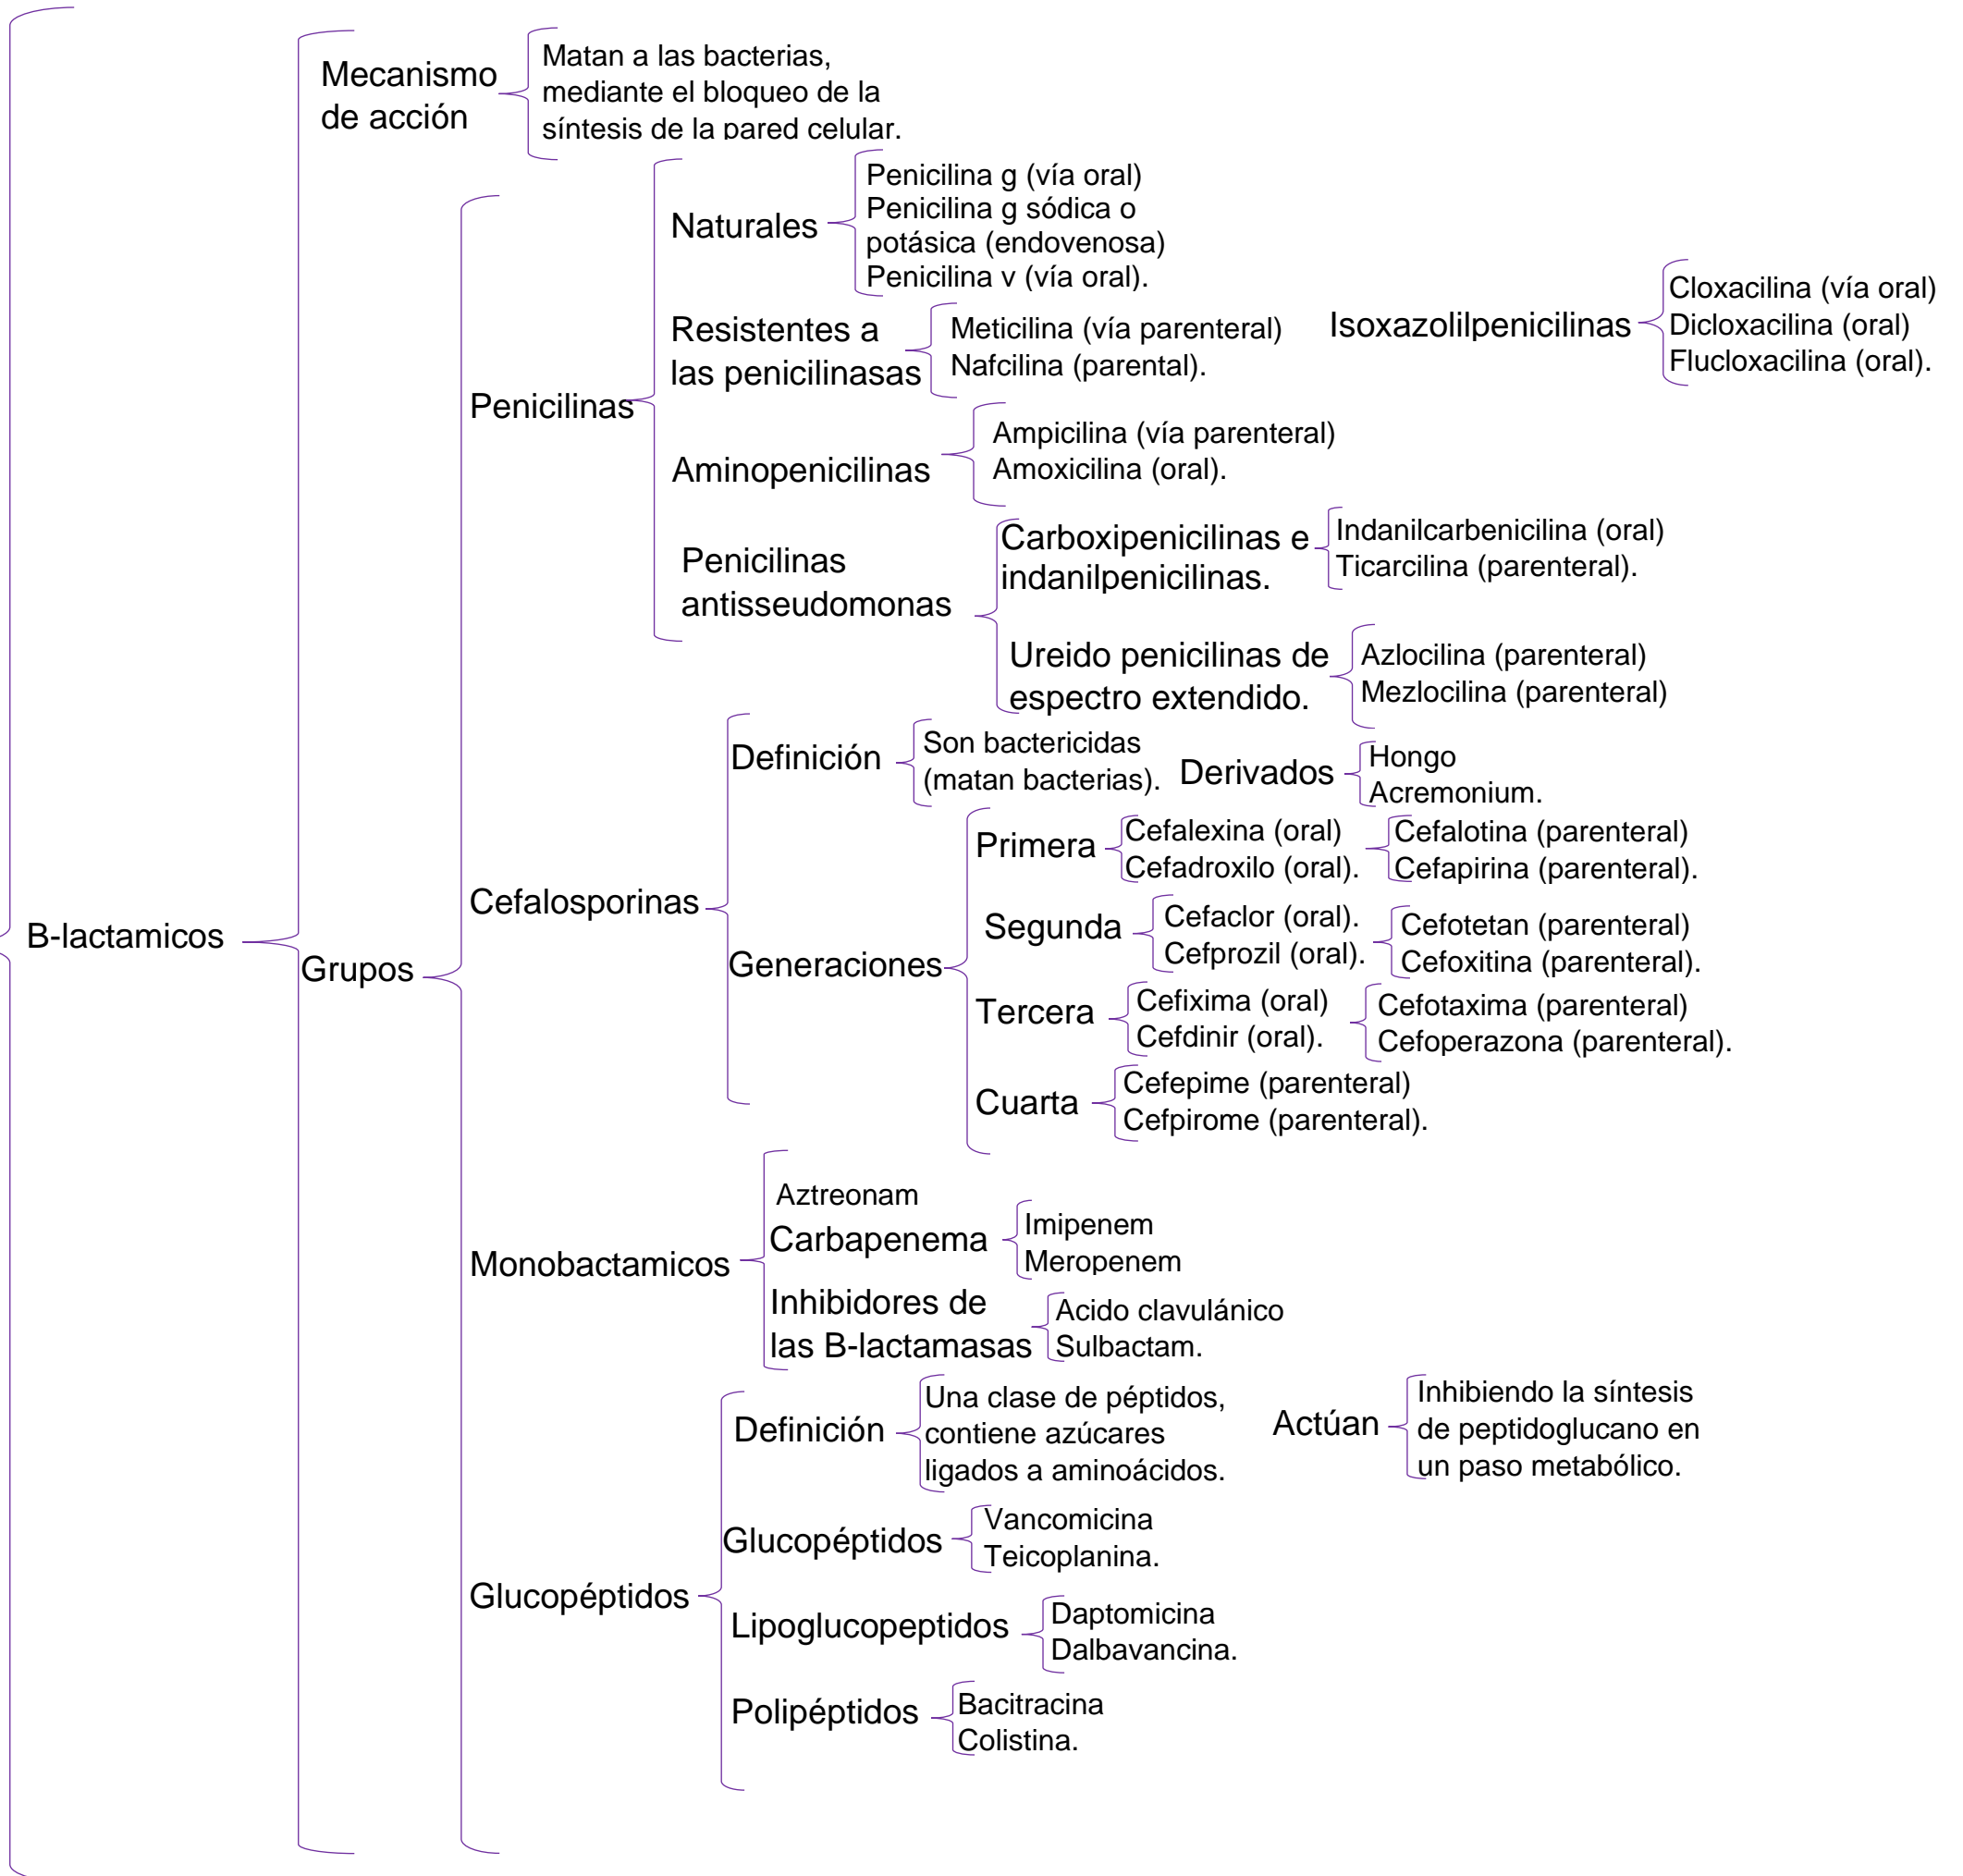 B-lactamicos
Mecanismo
de acción
Matan a las bacterias,
mediante el bloqueo de la
síntesis de la pared celular.
Grupos
Penicilinas
Naturales
Penicilina g (vía oral)
Penicilina g sódica o
potásica (endovenosa)
Penicilina v (vía oral).
Resistentes a
las penicilinasas
Meticilina (vía parenteral)
Nafcilina (parental).
Isoxazolilpenicilinas
Cloxacilina (vía oral)
Dicloxacilina (oral)
Flucloxacilina (oral).
Aminopenicilinas
Ampicilina (vía parenteral)
Amoxicilina (oral).
Penicilinas
antisseudomonas
Carboxipenicilinas e
indanilpenicilinas.
Indanilcarbenicilina (oral)
Ticarcilina (parenteral).
Ureido penicilinas de
espectro extendido.
Azlocilina (parenteral)
Mezlocilina (parenteral)
Cefalosporinas
Definición
Son bactericidas
(matan bacterias).
Derivados
Hongo
Acremonium.
Generaciones
Primera
Cefalexina (oral)
Cefadroxilo (oral).
Cefalotina (parenteral)
Cefapirina (parenteral).
Segunda
Cefaclor (oral).
Cefprozil (oral).
Cefotetan (parenteral)
Cefoxitina (parenteral).
Tercera
Cefixima (oral)
Cefdinir (oral).
Cefotaxima (parenteral)
Cefoperazona (parenteral).
Cuarta
Cefepime (parenteral)
Cefpirome (parenteral).
Monobactamicos
Aztreonam
Carbapenema
Imipenem
Meropenem
Inhibidores de
las B-lactamasas
Acido clavulánico
Sulbactam.
Glucopéptidos
Definición
Una clase de péptidos,
contiene azúcares
ligados a aminoácidos.
Actúan
Inhibiendo la síntesis
de peptidoglucano en
un paso metabólico.
Glucopéptidos
Vancomicina
Teicoplanina.
Lipoglucopeptidos
Daptomicina
Dalbavancina.
Polipéptidos
Bacitracina
Colistina.